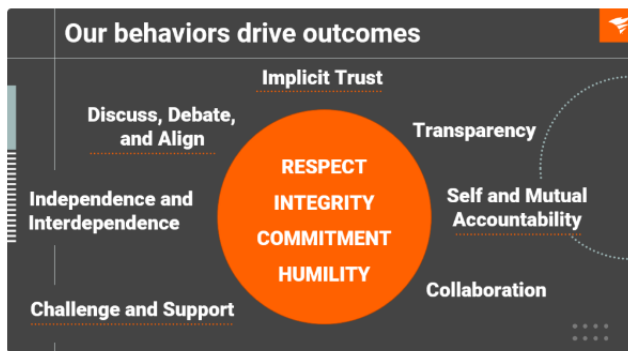 Our behaviors drive outcomes
Implicit Trust
Discuss, Debate,
and Align
Transparency
Independence and
Interdependence
RESPECT
INTEGRITY
COMMITMENT
HUMILITY
Self and Mutual
Accountability
Challenge and Support
Collaboration